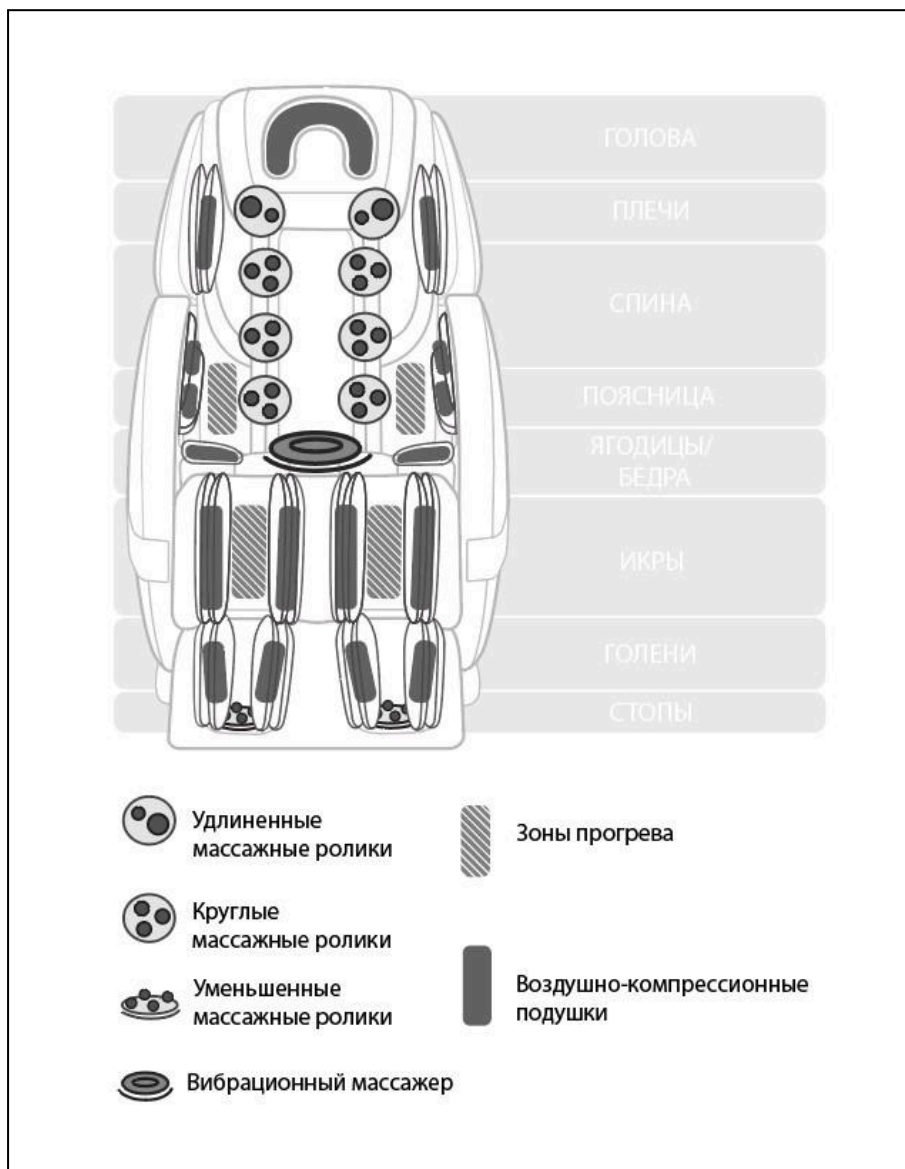 ГОЛОВА
ПЛЕЧИ
СПИНА
ПОЯСНИЦА
ЯГОДИЦЫ/
БЕДРА
ИКРЫ
ГОЛЕНИ
СТОПЫ
Удлиненные
массажные ролики
Круглые
массажные ролики
Уменьшенные
массажные ролики
Вибрационный массажер
Зоны прогрева
Воздушно-компрессионные
подушки